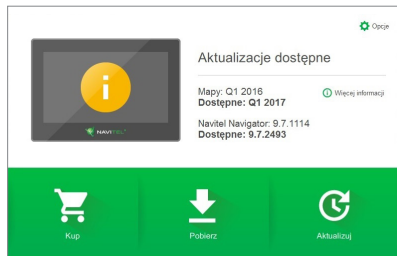 Opcje
Aktualizacje dostępne
Mapy: Q1 2016
Dostępne: Q1 2017
Więcej informacji
Navitel Navigator: 9.7.1114
Dostępne: 9.7.2493
NAVITEL
Kup
Pobierz
Aktualizuj